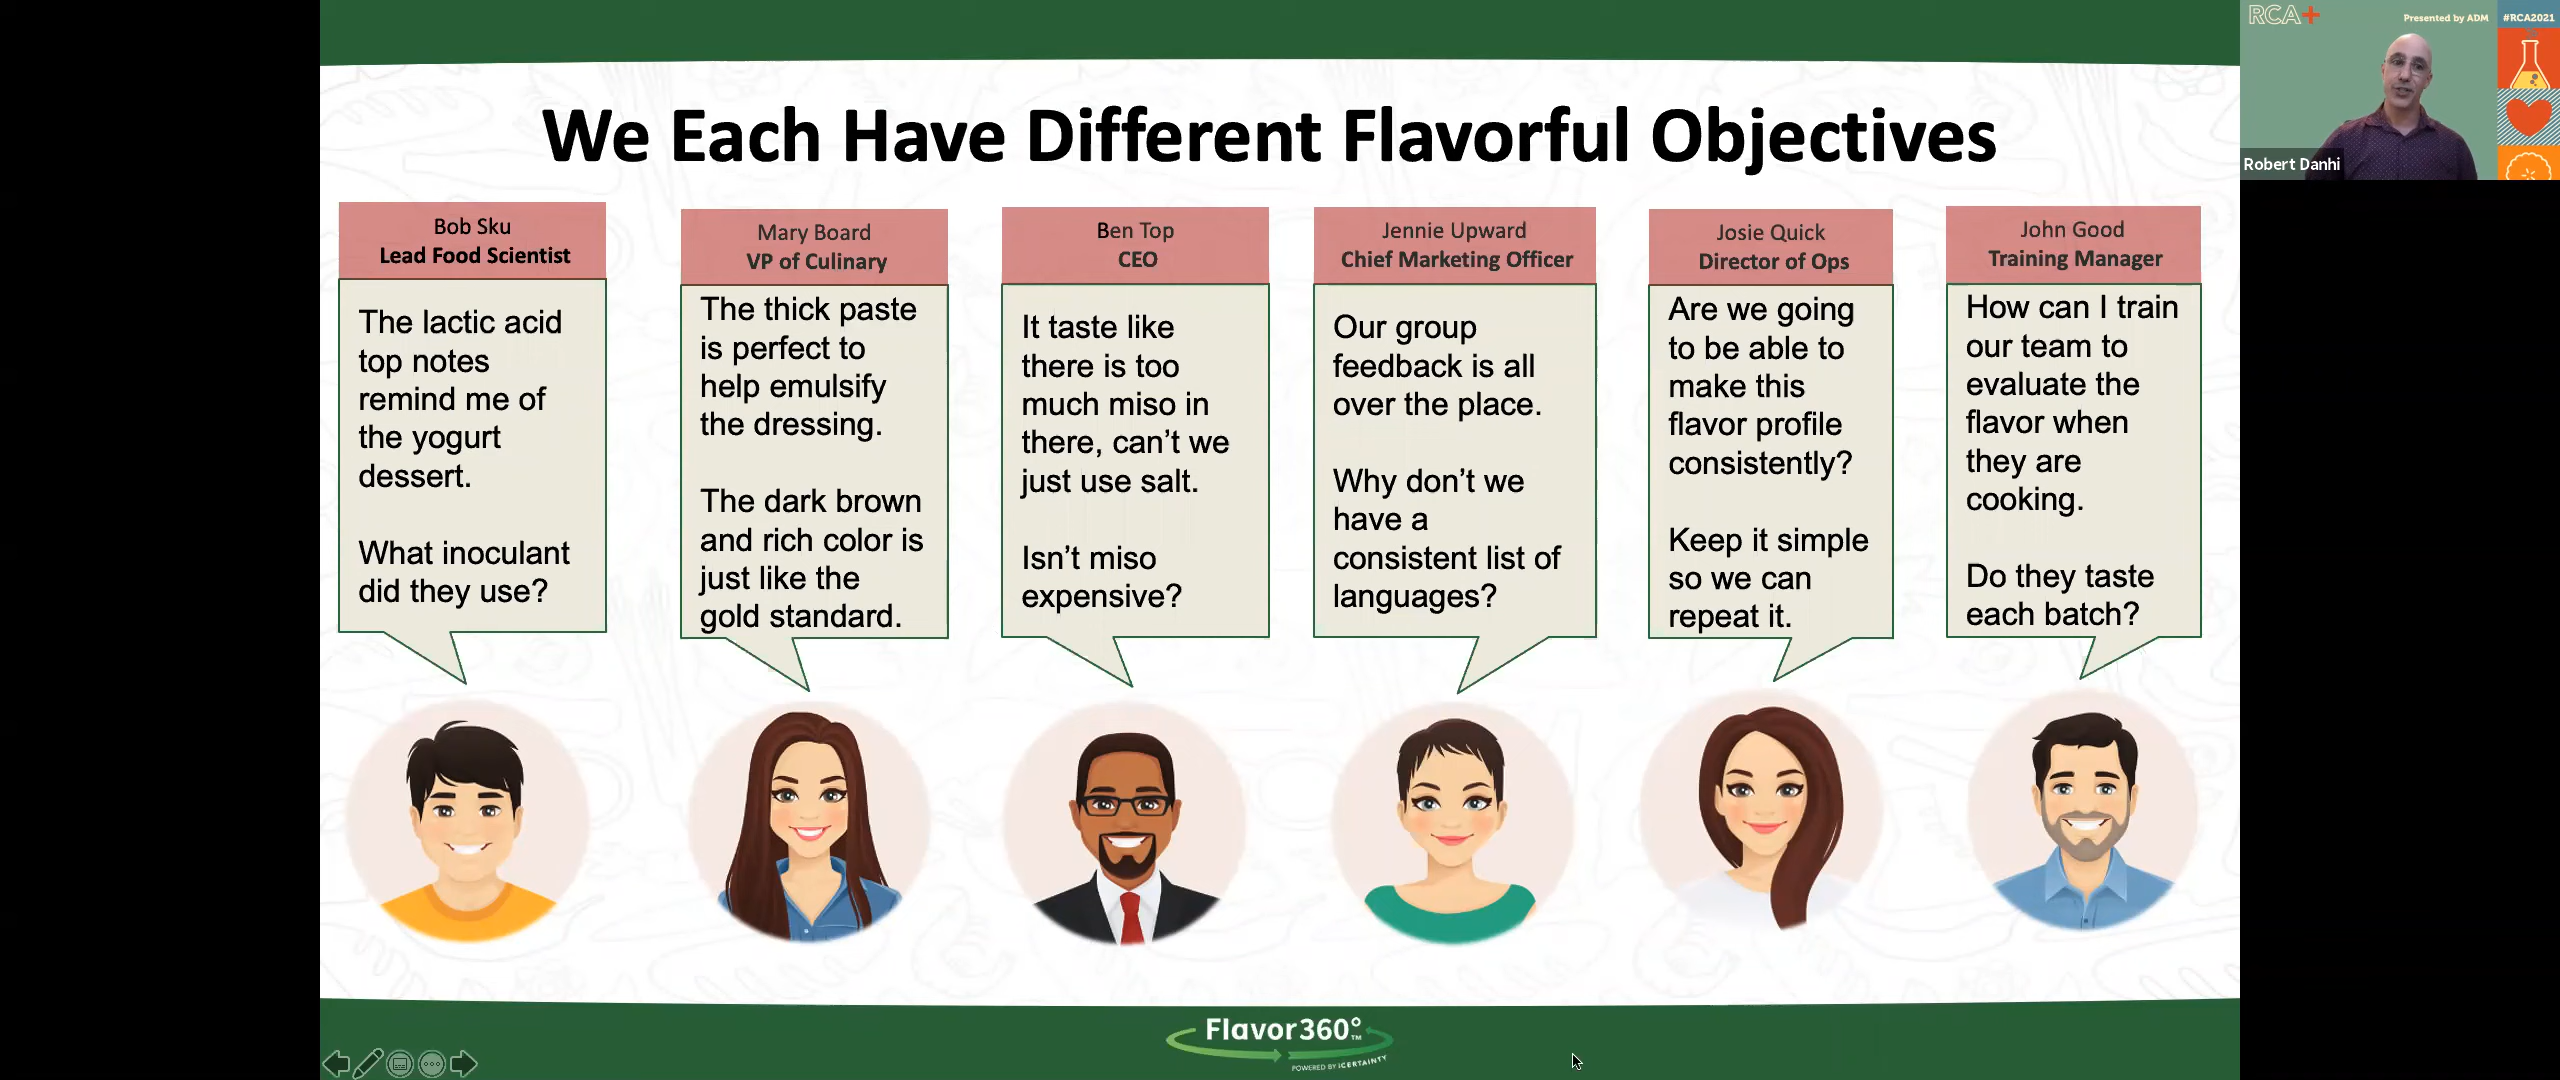 We Each Have Different Flavorful Objectives
Bob Sku
Lead Food Scientist
The lactic acid
top notes
remind me of
the yogurt
dessert.
What inoculant
did they use?
Mary Board
VP of Culinary
The thick paste
is perfect to
help emulsify
the dressing.
The dark brown
and rich color is
just like the
gold standard.
Ben Top
CEO
It taste like
there is too
much miso in
there, can’t we
just use salt.
Isn’t miso
expensive?
Jennie Upward
Chief Marketing Officer
Our group
feedback is all
over the place.
Why don’t we
have a
consistent list of
languages?
Josie Quick
Director of Ops
Are we going
to be able to
make this
flavor profile
consistently?
Keep it simple
so we can
repeat it.
John Good
Training Manager
How can I train
our team to
evaluate the
flavor when
they are
cooking.
Do they taste
each batch?
Flavor360°™
POWERED BY iCERTAINTY
RCA+
Presented by ADM
#RCA2021
Robert Danhi